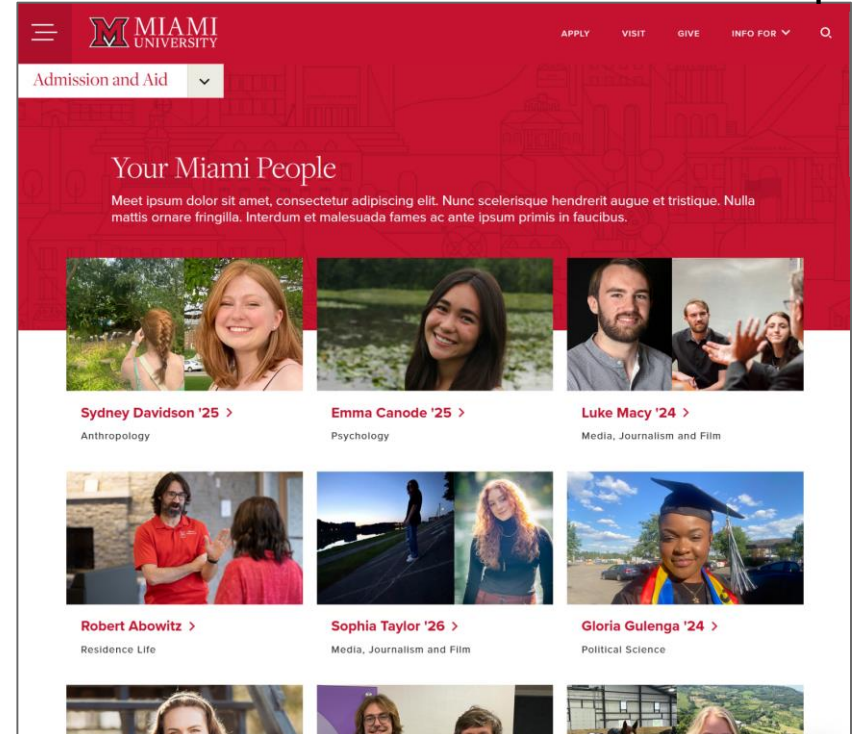 MIAMI
UNIVERSITY
APPLY VISIT GIVE INFO FOR
Admission and Aid
Your Miami People
Meet ipsum dolor sit amet, consectetur adipiscing elit. Nunc scelerisque hendrerit augue et tristique. Nulla
mattis ornare fringilla. Interdum et malesuada fames ac ante ipsum primis in faucibus.
Sydney Davidson '25 >
Anthropology
Emma Canode '25 >
Psychology
Luke Macy '24 >
Media, Journalism and Film
Robert Abowitz >
Residence Life
Sophia Taylor '26 >
Media, Journalism and Film
Gloria Gulenga '24 >
Political Science